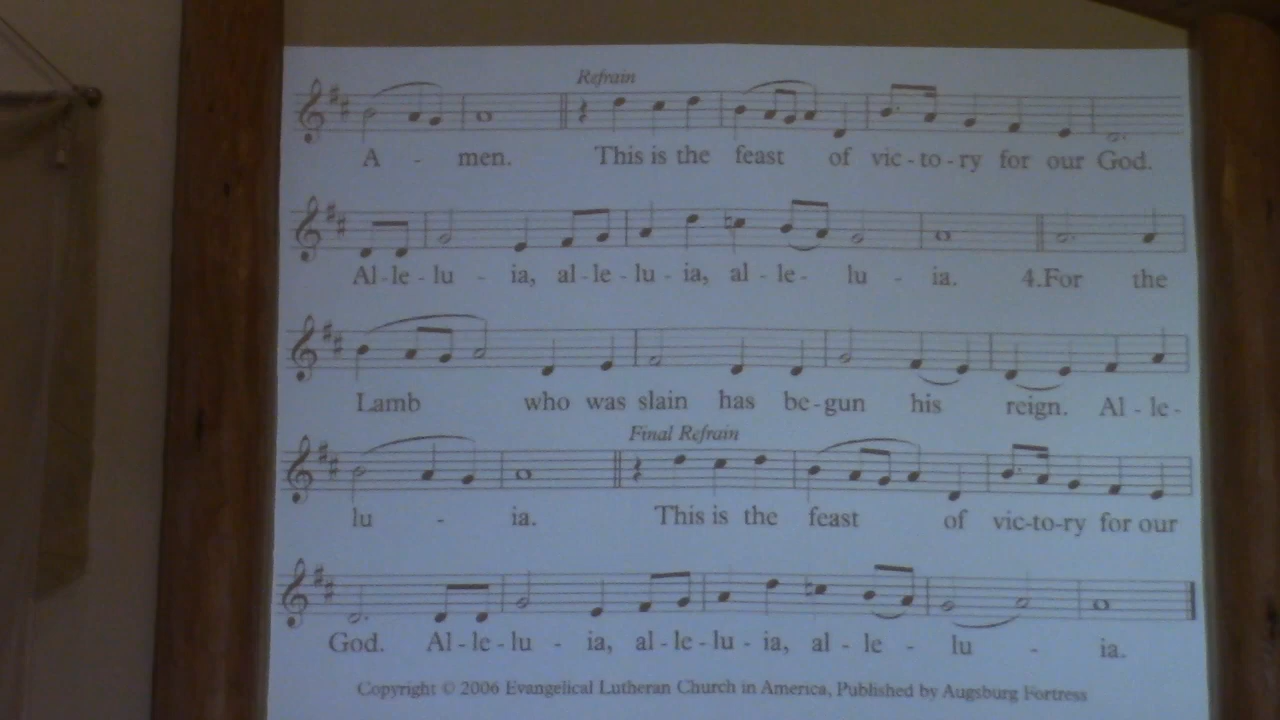 Refrain
A - men. This is the feast of vic - to - ry for our God.
Al - le - lu - ia, al - le - lu - ia, al - le - lu - ia. 4.For the
Lamb who was slain has be - gun his reign. Al - le -
Final Refrain
lu - ia. This is the feast of vic-to-ry for our
God. Al - le - lu - ia, al - le - lu - ia, al - le - lu - ia.
Copyright © 2006 Evangelical Lutheran Church in America, Published by Augsburg Fortress